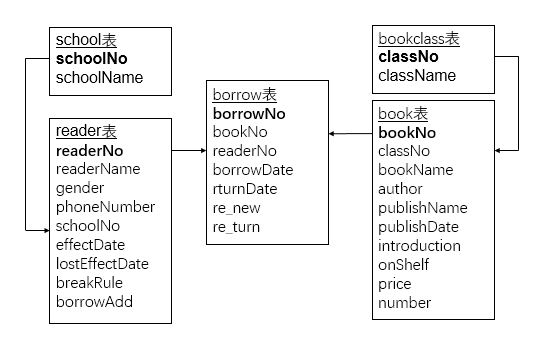 school表
schoolNo
schoolName
reader表
readerNo
readerName
gender
phoneNumber
schoolNo
effectDate
lostEffectDate
breakRule
borrowAdd
borrow表
borrowNo
bookNo
readerNo
borrowDate
rturnDate
re_new
re_turn
bookclass表
classNo
className
book表
bookNo
classNo
bookName
author
publishName
publishDate
introduction
onShelf
price
number